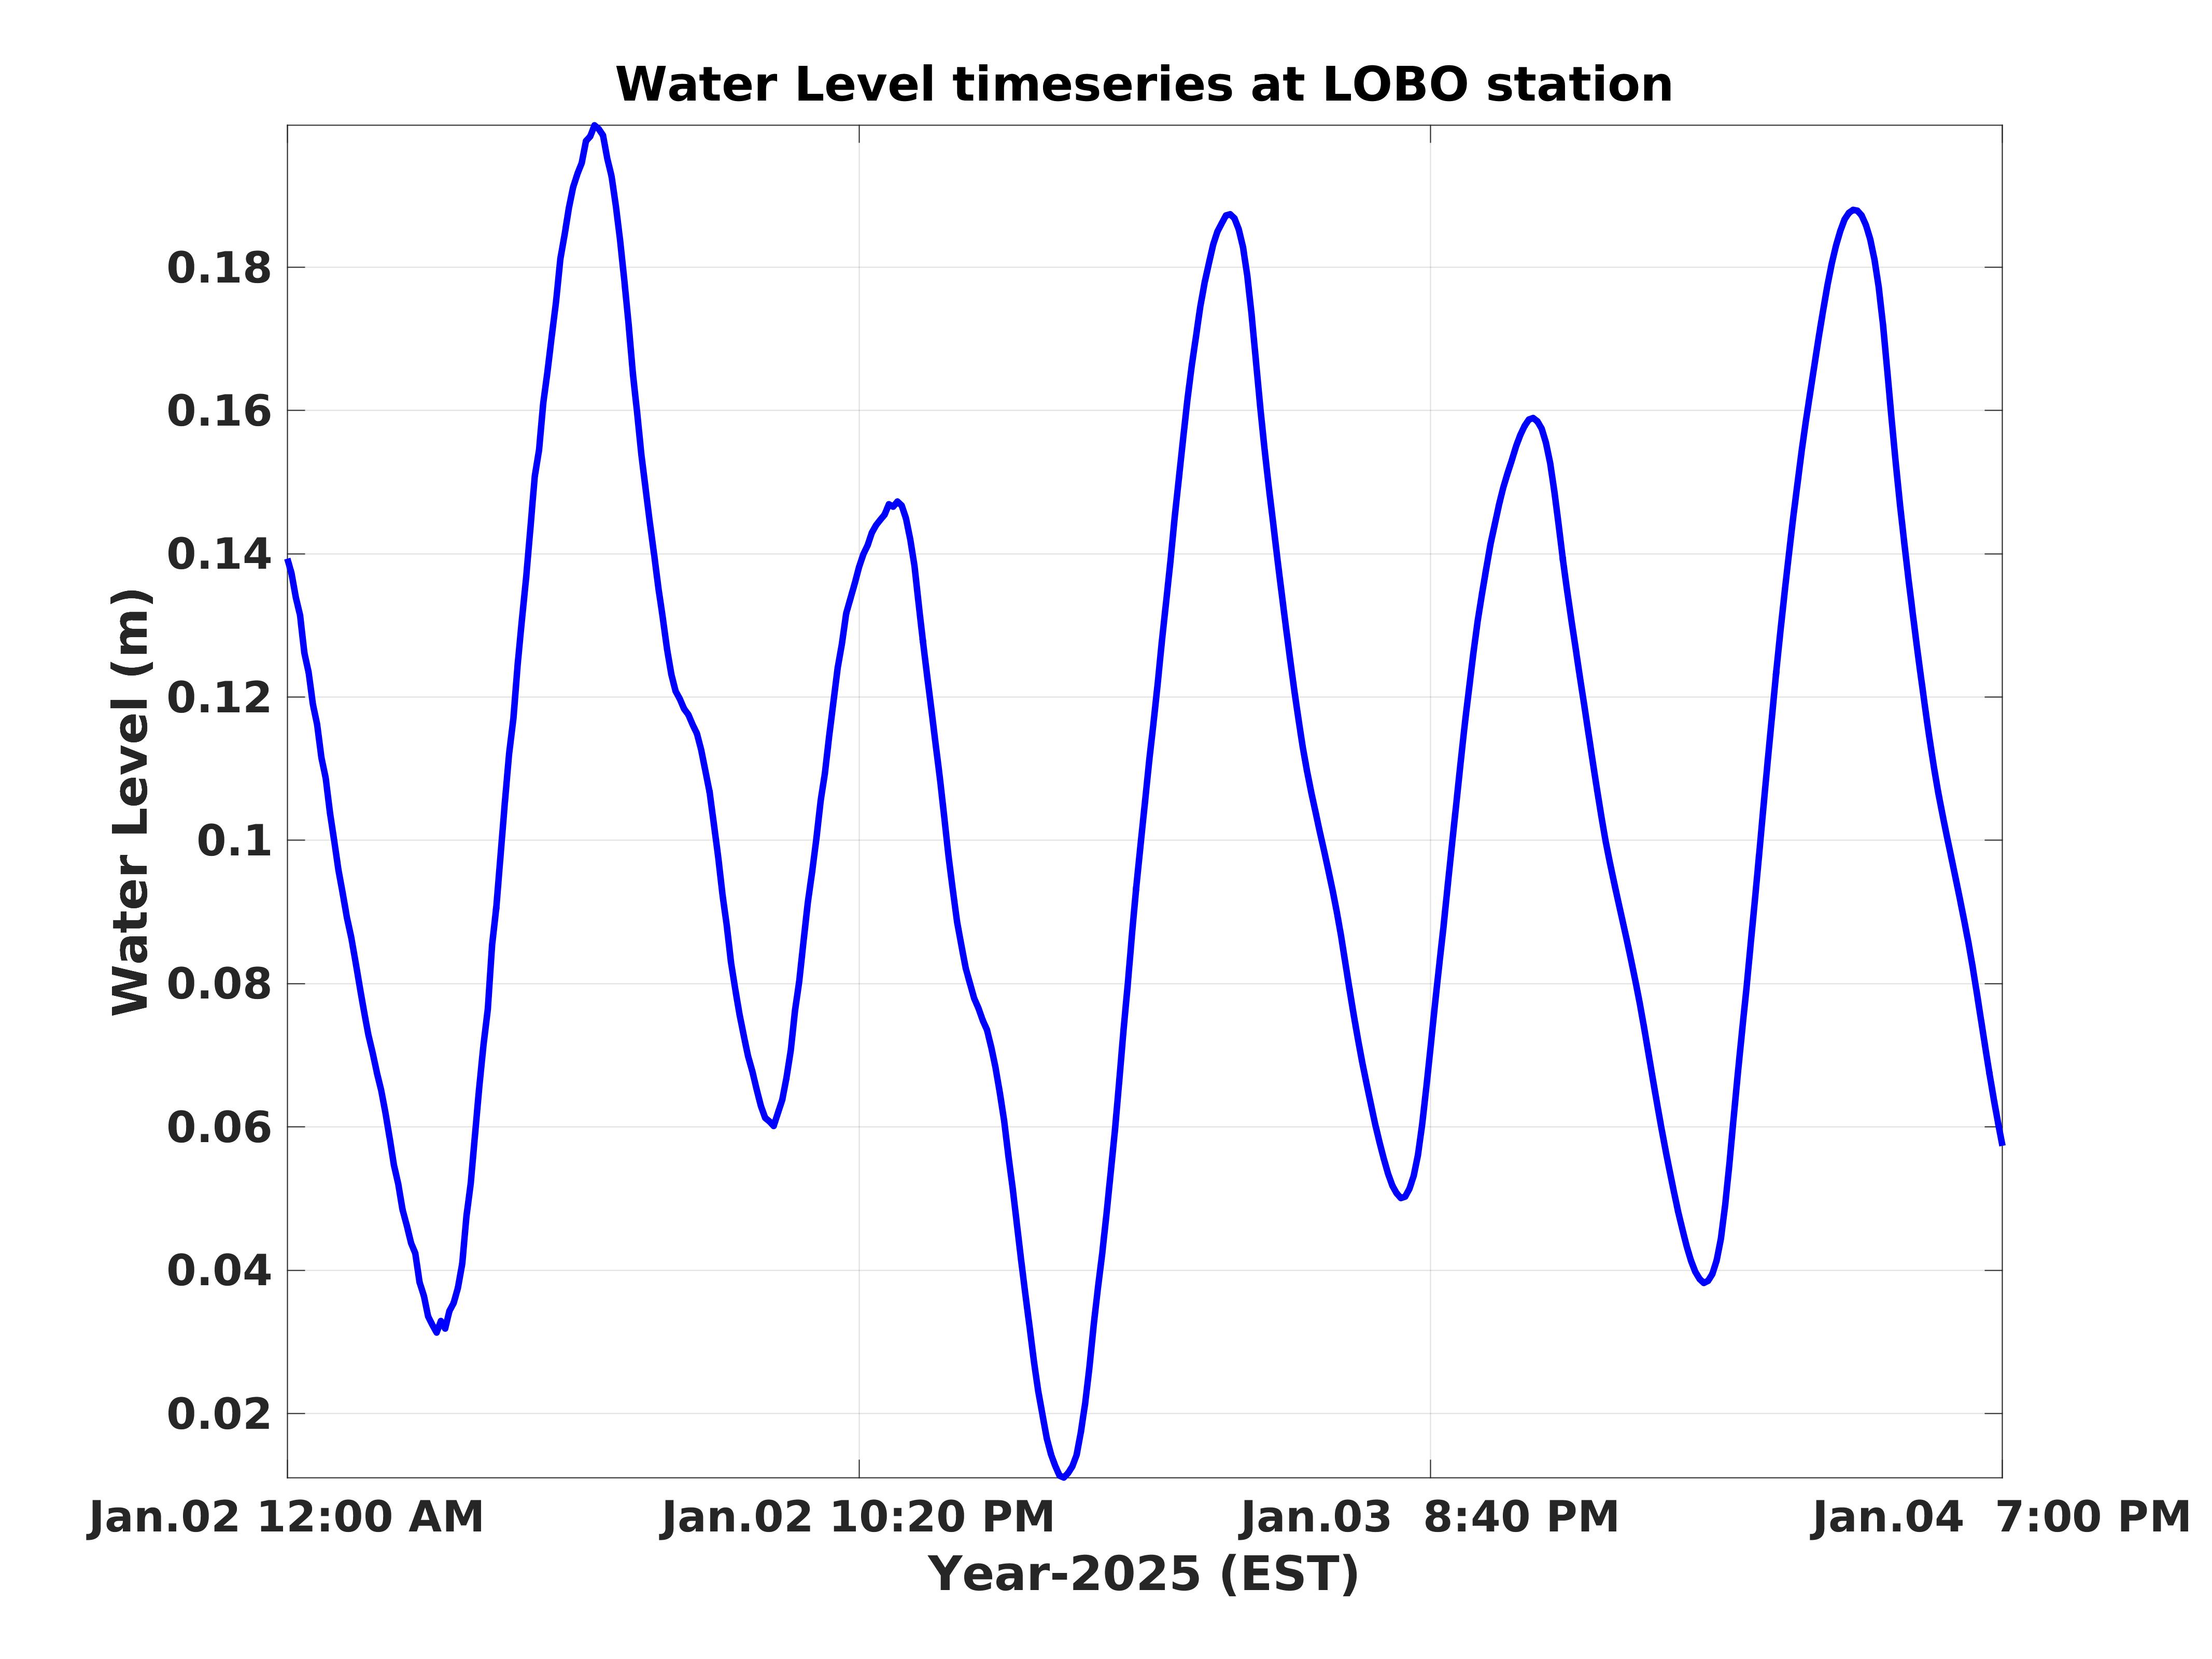 Water Level timeseries at LOBO station
Water Level (m)
0.18
0.16
0.14
0.12
0.1
0.08
0.06
0.04
0.02
Jan.02 12:00 AM Jan.02 10:20 PM Jan.03 8:40 PM Jan.04 7:00 PM
Year-2025 (EST)